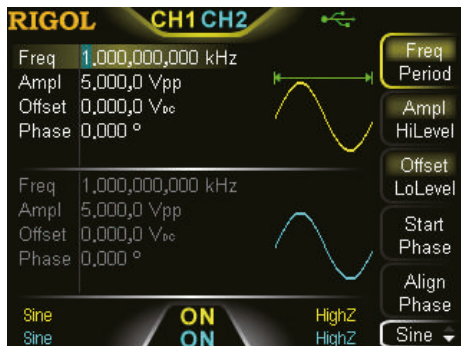 RIGOL CH1 CH2
Freq 1.000,000,000 kHz
Ampl 5.000,0 Vpp
Offset 0.000,0 VDC
Phase 0.000 °
Freq 1.000,000,000 kHz
Ampl 5.000,0 Vpp
Offset 0.000,0 VDC
Phase 0.000 °
Sine ON HighZ
Sine ON HighZ
Freq
Period
Ampl
HiLevel
Offset
LoLevel
Start
Phase
Align
Phase
Sine